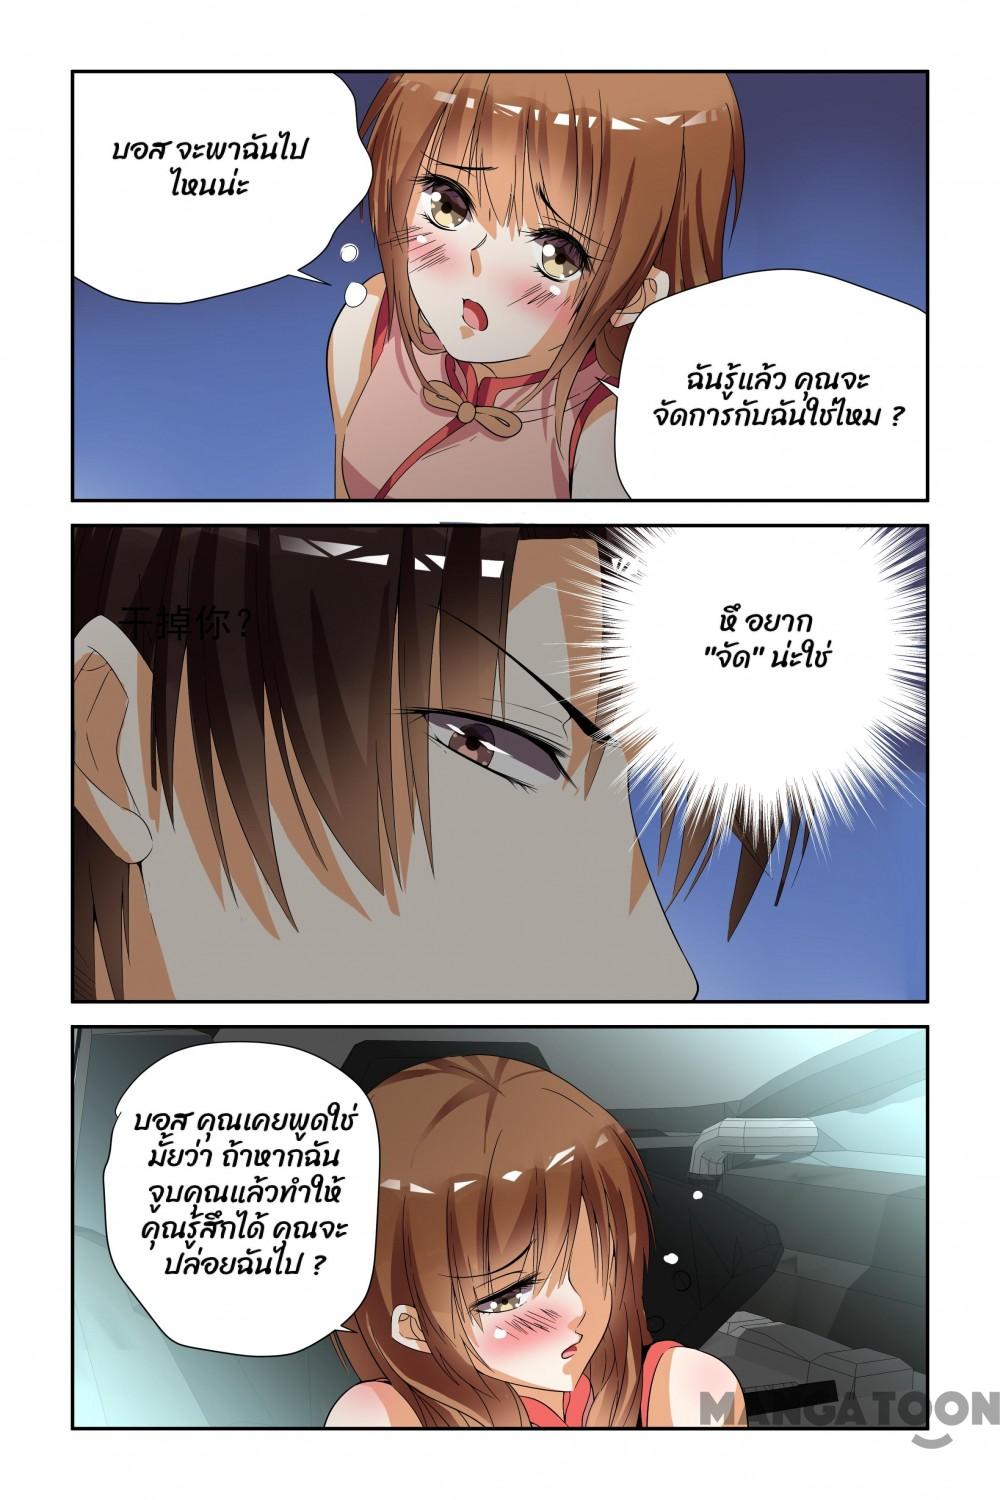 บอส จะพาฉันไป
ไหนน่ะ
ฉันรู้แล้ว คุณจะ
จัดการกับฉันใช่ไหม ?
干掉你？
หึ อยาก
"จัด" น่ะใช่
บอส คุณเคยพูดใช่
มั้ยว่า ถ้าหากฉัน
จูบคุณแล้วทำให้
คุณรู้สึกได้ คุณจะ
ปล่อยฉันไป ?
MANGATOON